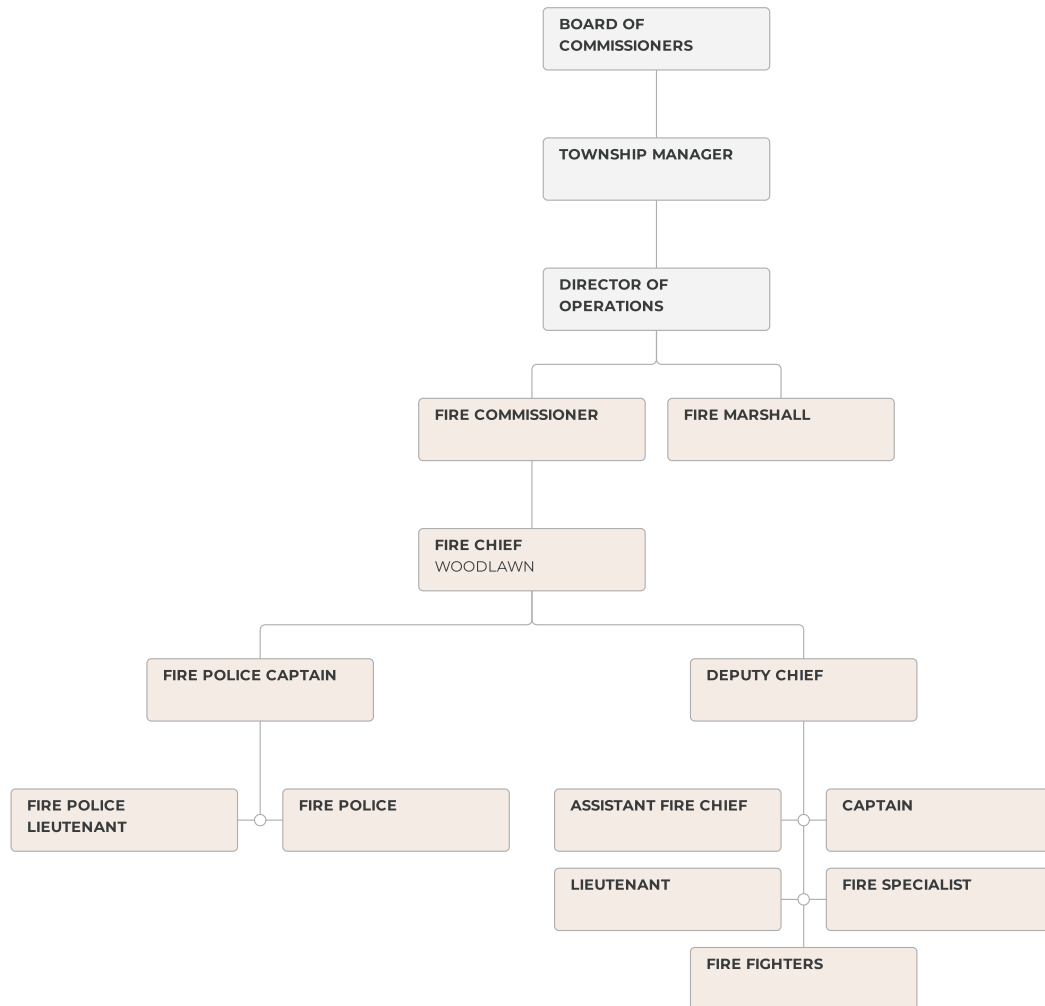 BOARD OF
COMMISSIONERS
TOWNSHIP MANAGER
DIRECTOR OF
OPERATIONS
FIRE COMMISSIONER
FIRE MARSHALL
FIRE CHIEF
WOODLAWN
FIRE POLICE CAPTAIN
DEPUTY CHIEF
FIRE POLICE
LIEUTENANT
FIRE POLICE
ASSISTANT FIRE CHIEF
CAPTAIN
LIEUTENANT
FIRE SPECIALIST
FIRE FIGHTERS